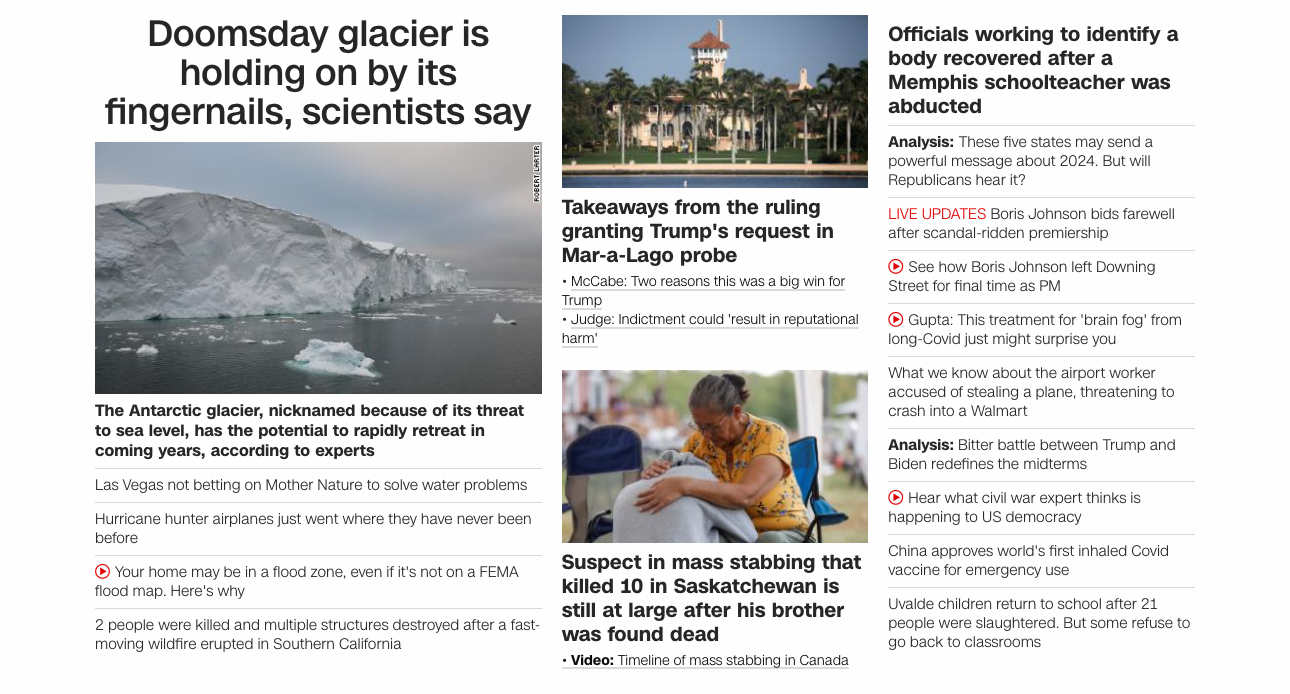 Doomsday glacier is
holding on by its
fingernails, scientists say
ROBERT LARTER
The Antarctic glacier, nicknamed because of its threat
to sea level, has the potential to rapidly retreat in
coming years, according to experts
Las Vegas not betting on Mother Nature to solve water problems
Hurricane hunter airplanes just went where they have never been
before
Your home may be in a flood zone, even if it's not on a FEMA
flood map. Here's why
2 people were killed and multiple structures destroyed after a fast-
moving wildfire erupted in Southern California
Takeaways from the ruling
granting Trump's request in
Mar-a-Lago probe
• McCabe: Two reasons this was a big win for
Trump
• Judge: Indictment could 'result in reputational
harm'
Suspect in mass stabbing that
killed 10 in Saskatchewan is
still at large after his brother
was found dead
• Video: Timeline of mass stabbing in Canada
Officials working to identify a
body recovered after a
Memphis schoolteacher was
abducted
Analysis: These five states may send a
powerful message about 2024. But will
Republicans hear it?
LIVE UPDATES Boris Johnson bids farewell
after scandal-ridden premiership
See how Boris Johnson left Downing
Street for final time as PM
Gupta: This treatment for 'brain fog' from
long-Covid just might surprise you
What we know about the airport worker
accused of stealing a plane, threatening to
crash into a Walmart
Analysis: Bitter battle between Trump and
Biden redefines the midterms
Hear what civil war expert thinks is
happening to US democracy
China approves world's first inhaled Covid
vaccine for emergency use
Uvalde children return to school after 21
people were slaughtered. But some refuse to
go back to classrooms